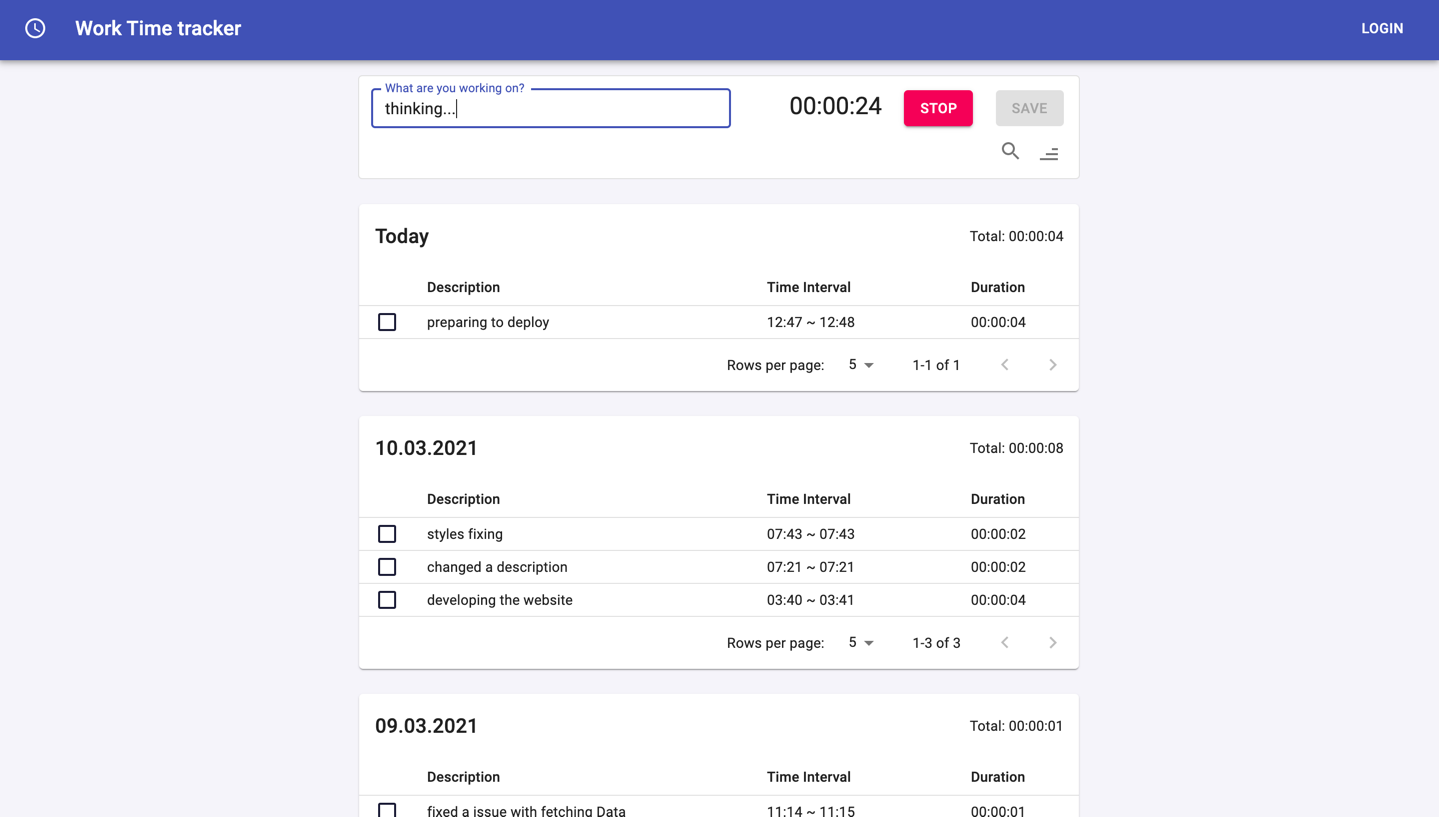 Work Time tracker LOGIN
What are you working on?
thinking... 00:00:24 STOP SAVE
Today Total: 00:00:04
Description Time Interval Duration
preparing to deploy 12:47 ~ 12:48 00:00:04
Rows per page: 5 1-1 of 1
10.03.2021 Total: 00:00:08
Description Time Interval Duration
styles fixing 07:43 ~ 07:43 00:00:02
changed a description 07:21 ~ 07:21 00:00:02
developing the website 03:40 ~ 03:41 00:00:04
Rows per page: 5 1-3 of 3
09.03.2021 Total: 00:00:01
Description Time Interval Duration
fixed a issue with fetching Data 11:14 ~ 11:15 00:00:01